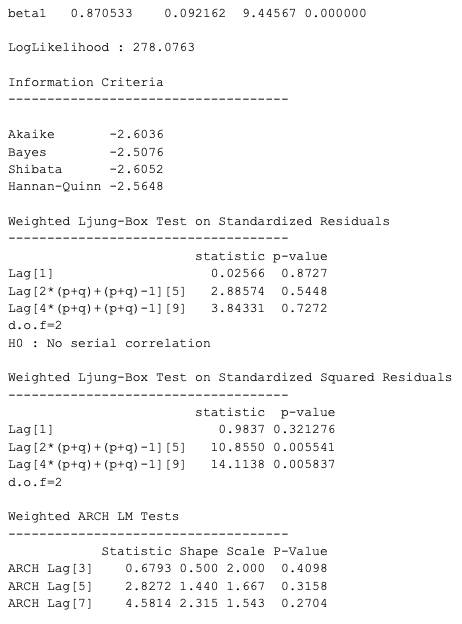 beta1   0.870533    0.092162  9.44567 0.000000
LogLikelihood : 278.0763
Information Criteria
------------------------------------
Akaike       -2.6036
Bayes        -2.5076
Shibata      -2.6052
Hannan-Quinn -2.5648
Weighted Ljung-Box Test on Standardized Residuals
------------------------------------
                        statistic p-value
Lag[1]                    0.02566  0.8727
Lag[2*(p+q)+(p+q)-1][5]   2.88574  0.5448
Lag[4*(p+q)+(p+q)-1][9]   3.84331  0.7272
d.o.f=2
H0 : No serial correlation
Weighted Ljung-Box Test on Standardized Squared Residuals
------------------------------------
                        statistic  p-value
Lag[1]                     0.9837 0.321276
Lag[2*(p+q)+(p+q)-1][5]   10.8550 0.005541
Lag[4*(p+q)+(p+q)-1][9]   14.1138 0.005837
d.o.f=2
Weighted ARCH LM Tests
------------------------------------
            Statistic Shape Scale P-Value
ARCH Lag[3]    0.6793 0.500 2.000  0.4098
ARCH Lag[5]    2.8272 1.440 1.667  0.3158
ARCH Lag[7]    4.5814 2.315 1.543  0.2704